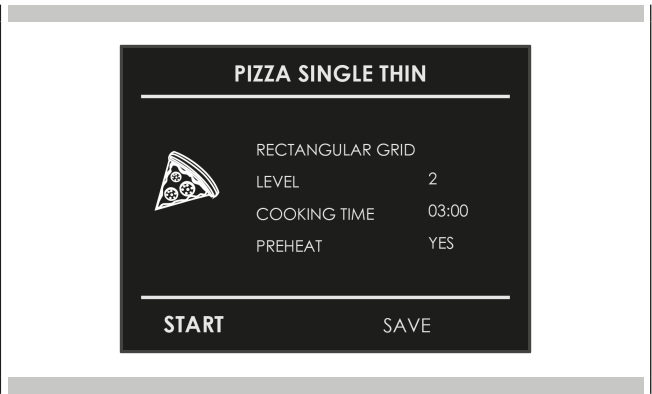 PIZZA SINGLE THIN
RECTANGULAR GRID
LEVEL 2
COOKING TIME 03:00
PREHEAT YES
START SAVE